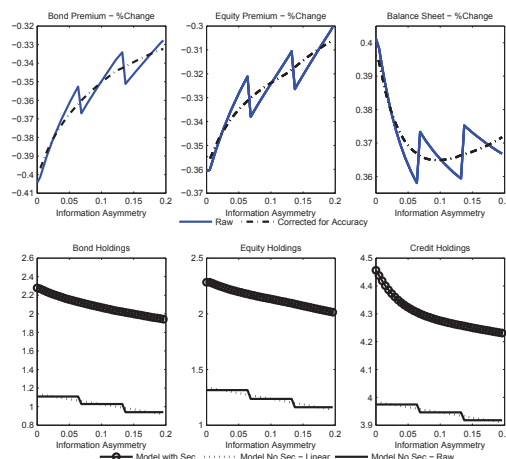 Bond Premium − %Change
Equity Premium − %Change
Balance Sheet − %Change
−0.32
−0.33
−0.34
−0.35
−0.36
−0.37
−0.38
−0.39
−0.4
−0.41
0 0.05 0.1 0.15 0.2
Information Asymmetry
−0.3
−0.31
−0.32
−0.33
−0.34
−0.35
−0.36
−0.37
0 0.05 0.1 0.15 0.2
Information Asymmetry
0.4
0.39
0.38
0.37
0.36
0 0.05 0.1 0.15 0.
Information Asymmetry
Raw Corrected for Accuracy
Bond Holdings
Equity Holdings
Credit Holdings
2.6
2.4
2.2
2
1.8
1.6
1.4
1.2
1
0.8
0 0.05 0.1 0.15 0.2
Information Asymmetry
2.5
2
1.5
1
0 0.05 0.1 0.15 0.2
Information Asymmetry
4.5
4.4
4.3
4.2
4.1
4
3.9
0 0.05 0.1 0.15 0.
Information Asymmetry
Model with Sec Model No Sec − Linear Model No Sec − Raw